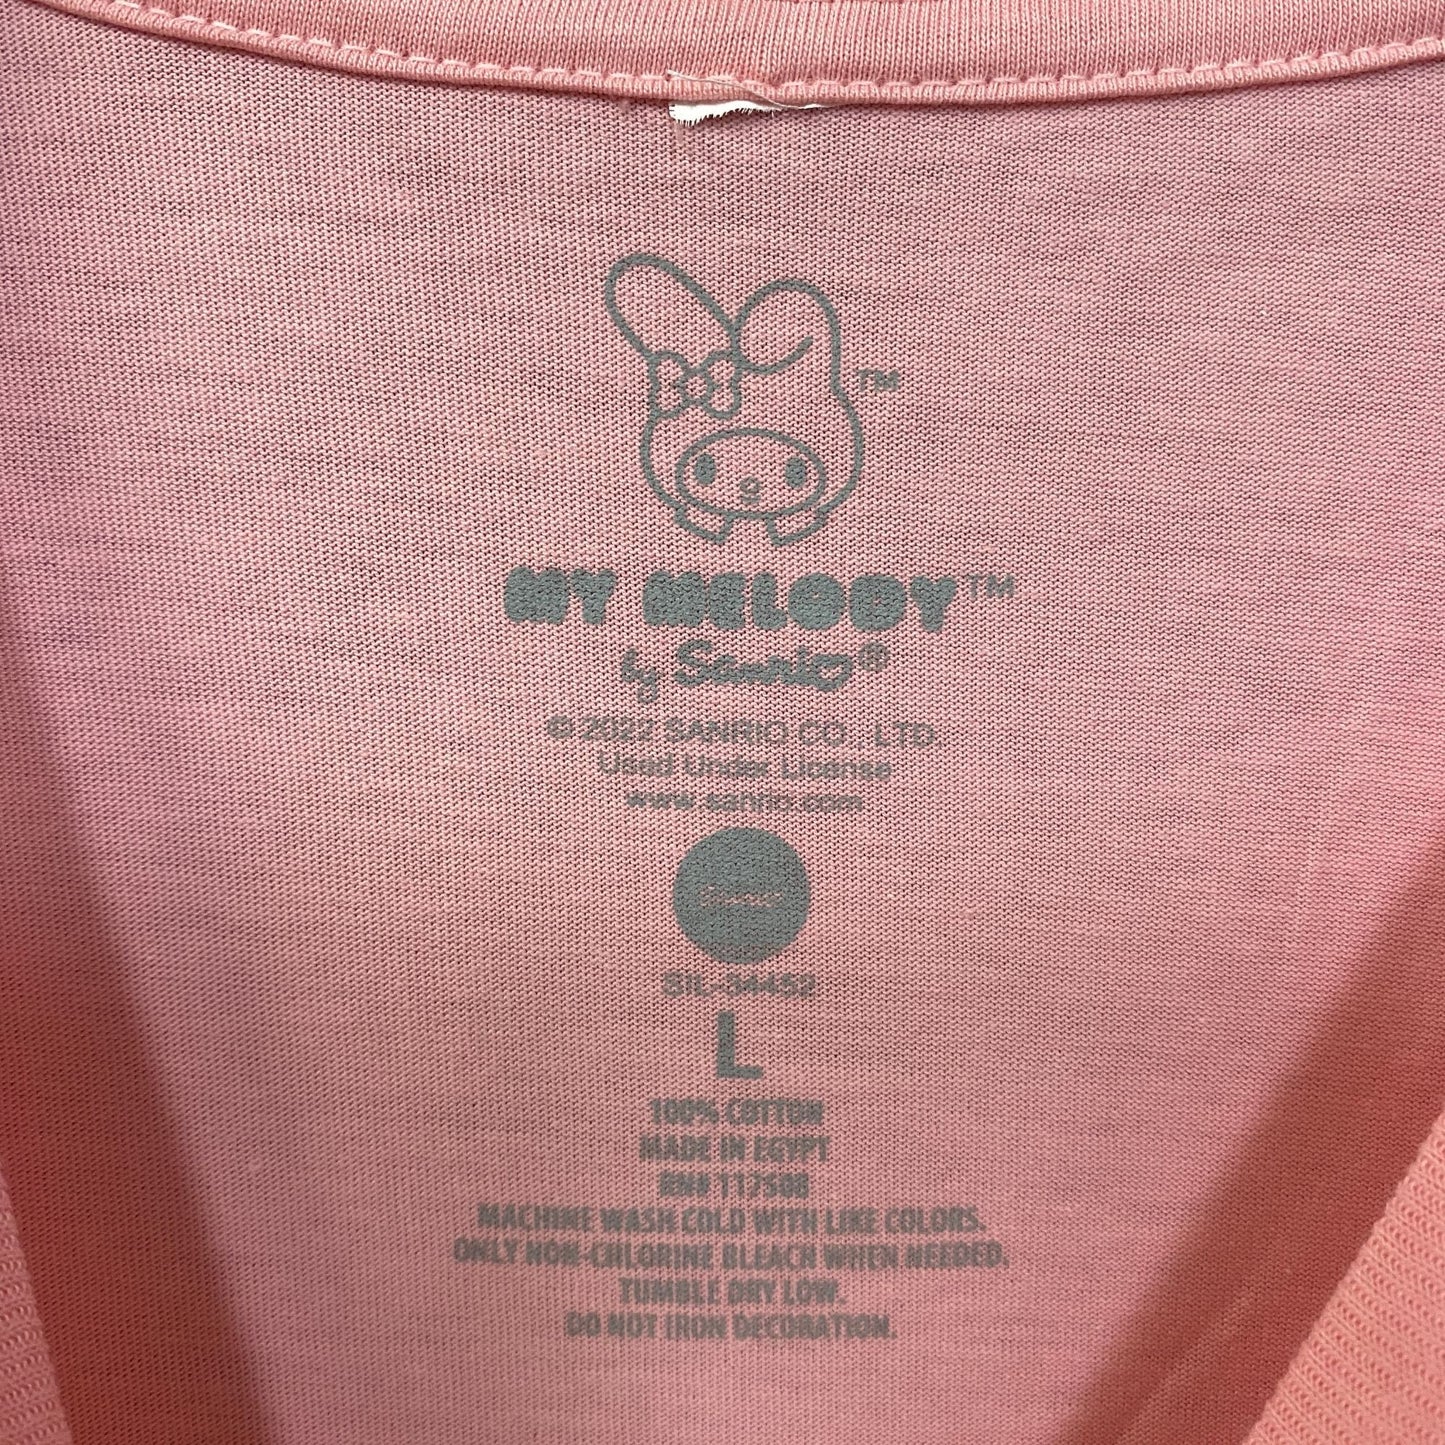 TM
MY MELODY™
by Sanrio®
© 2022 SANRIO CO., LTD.
Used Under License
www.sanrio.com
Sanrio
SIL-34452
L
100% COTTON
MADE IN EGYPT
RN# 117508
MACHINE WASH COLD WITH LIKE COLORS.
ONLY NON-CHLORINE BLEACH WHEN NEEDED.
TUMBLE DRY LOW.
DO NOT IRON DECORATION.